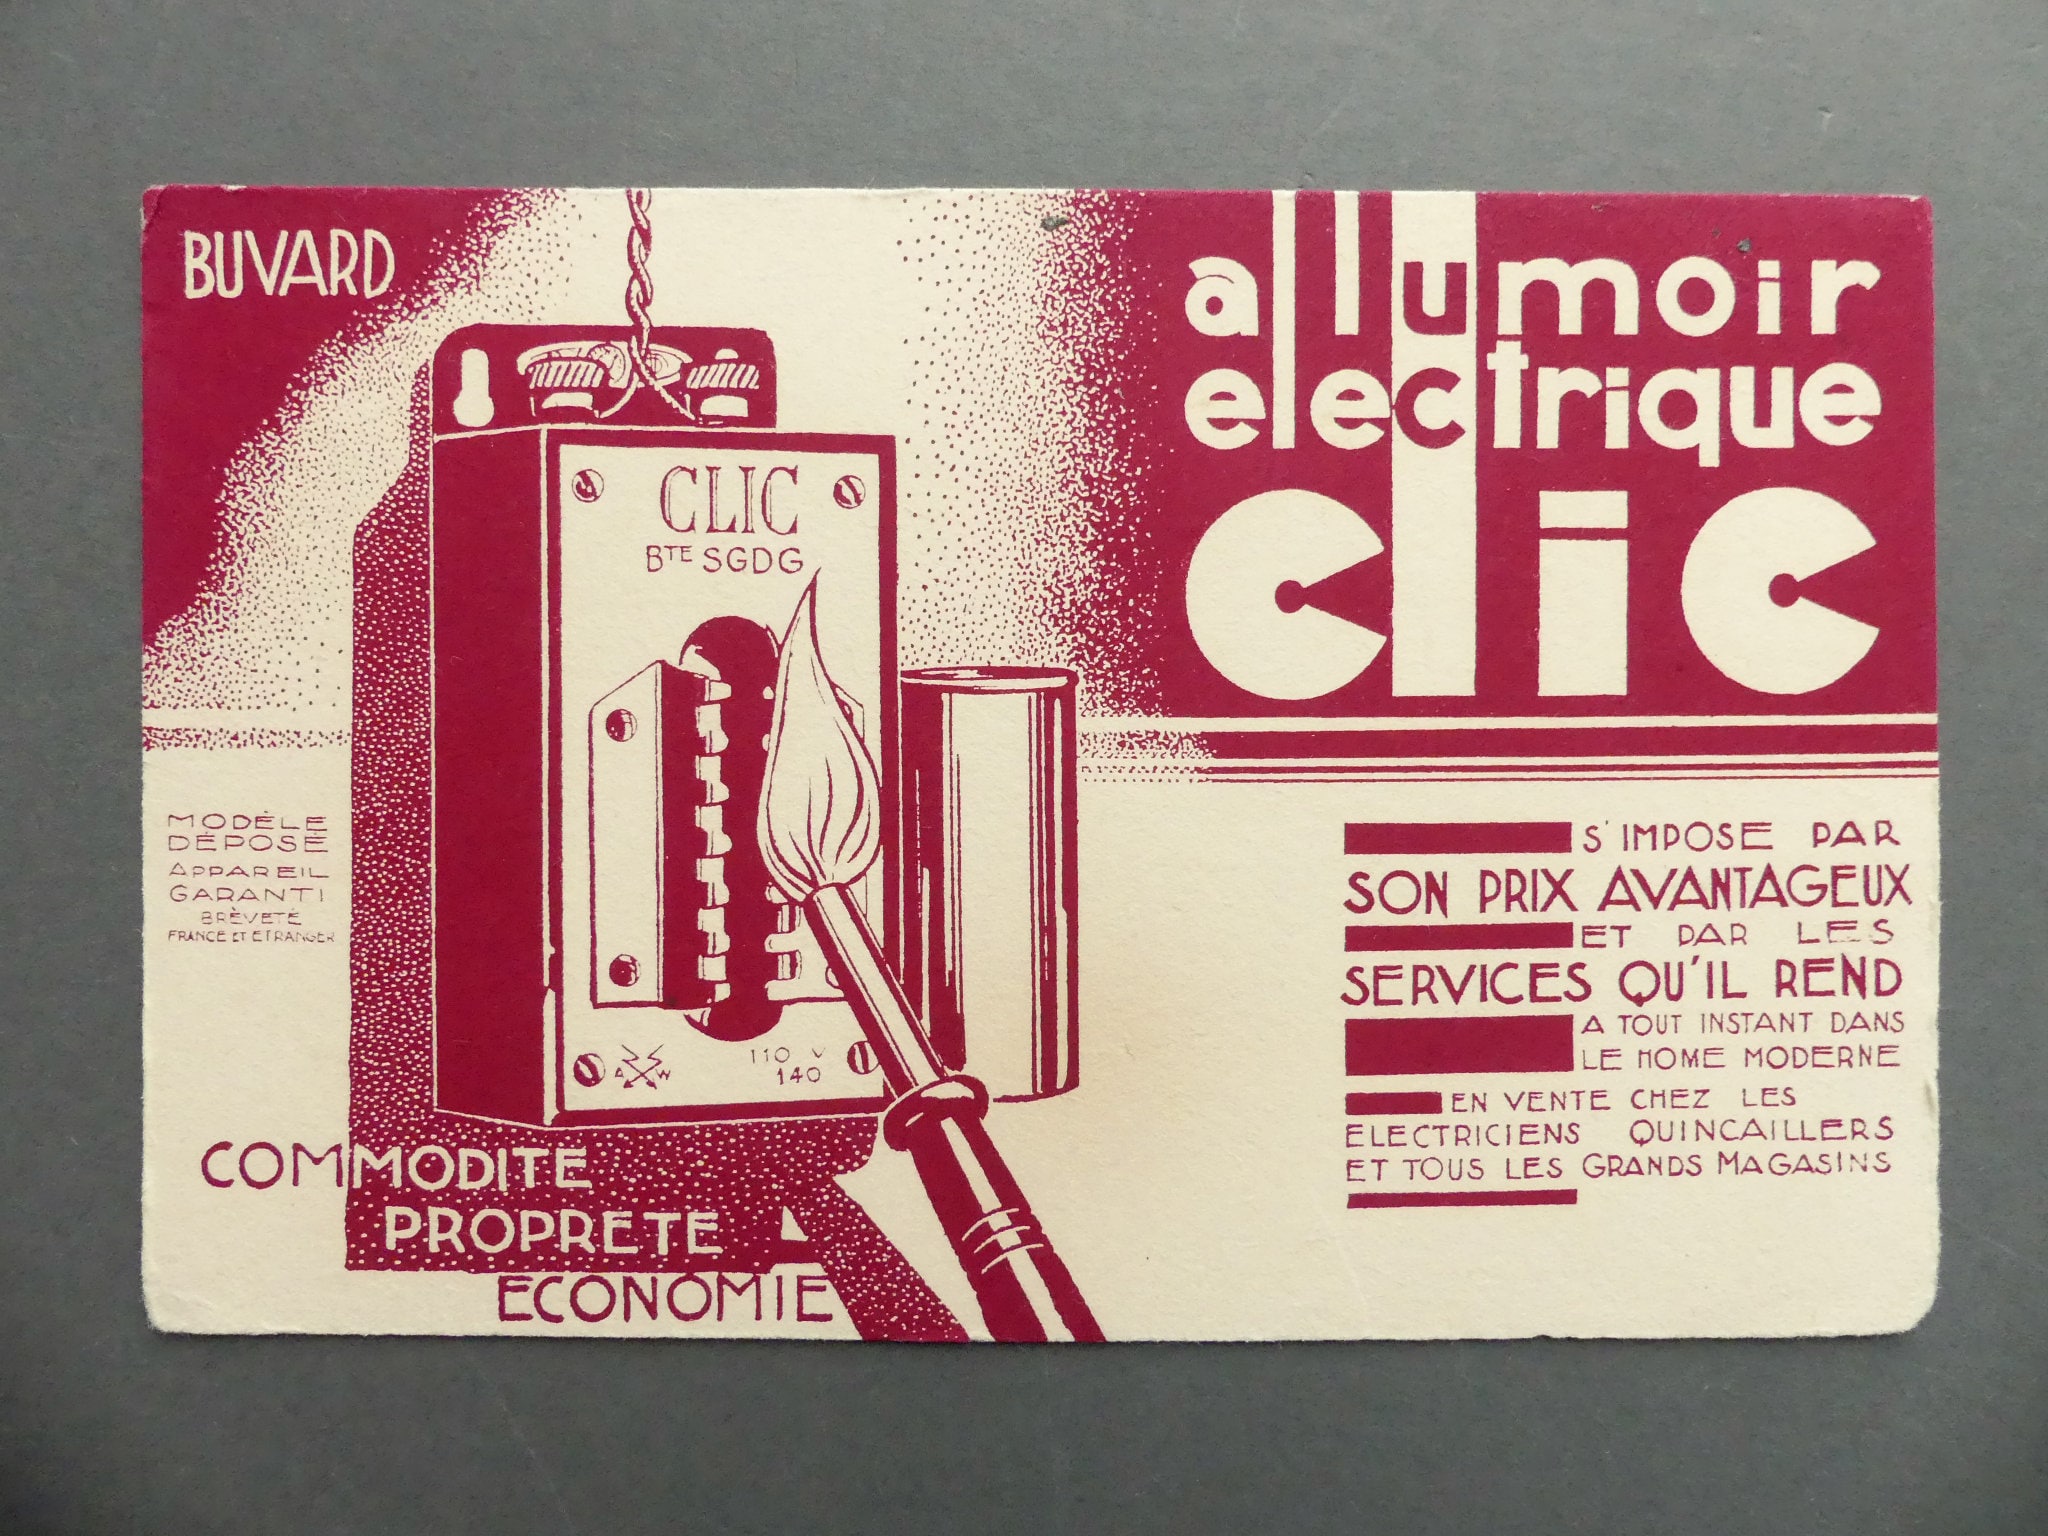 BUVARD
allumoir
electrique
clic
CLIC
BTE SGDG
A W
110 V
140
MODÈLE
DÉPOSÉ
APPAREIL
GARANTI
BRÈVETÉ
FRANCE ET ETRANGER
COMMODITE
PROPRETE
ECONOMIE
S'IMPOSE PAR
SON PRIX AVANTAGEUX
ET PAR LES
SERVICES QU'IL REND
A TOUT INSTANT DANS
LE HOME MODERNE
EN VENTE CHEZ LES
ELECTRICIENS QUINCAILLERS
ET TOUS LES GRANDS MAGASINS